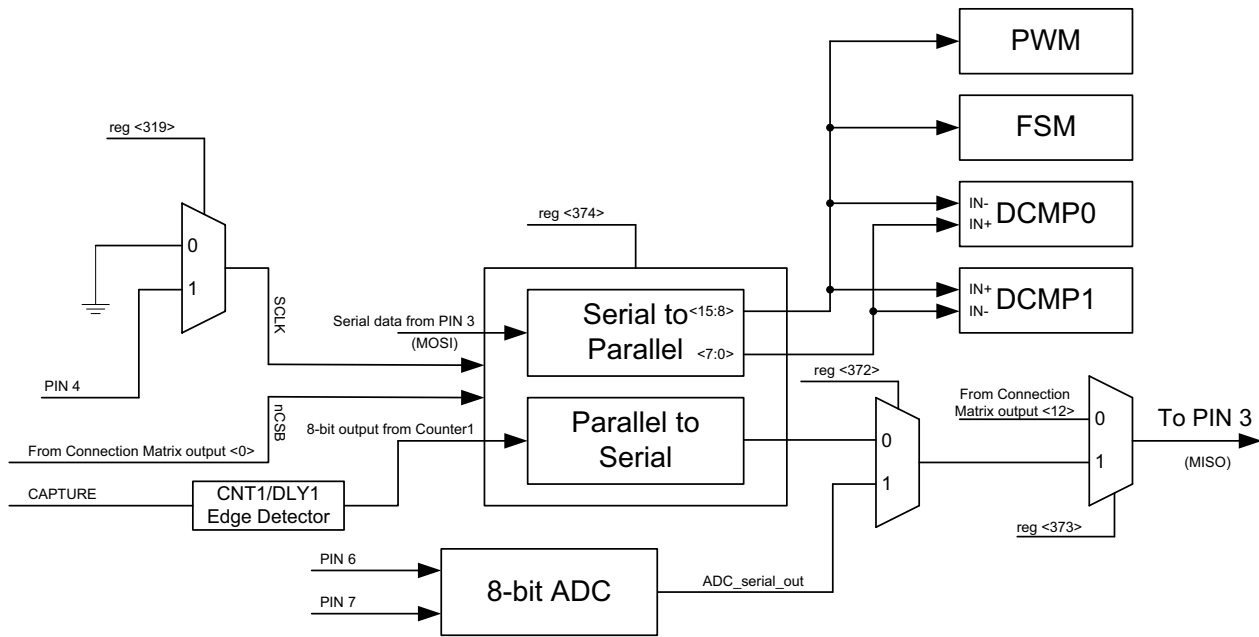 PWM
FSM
IN-
IN+
DCMP0
IN+
IN-
DCMP1
reg <319>
0
1
SCLK
PIN 4
nCSB
From Connection Matrix output <0>
CAPTURE
CNT1/DLY1
Edge Detector
reg <374>
Serial data from PIN 3
(MOSI)
Serial to
Parallel
<15:8>
<7:0>
8-bit output from Counter1
Parallel to
Serial
reg <372>
0
1
From Connection
Matrix output <12>
0
1
To PIN 3
(MISO)
reg <373>
PIN 6
PIN 7
8-bit ADC
ADC_serial_out